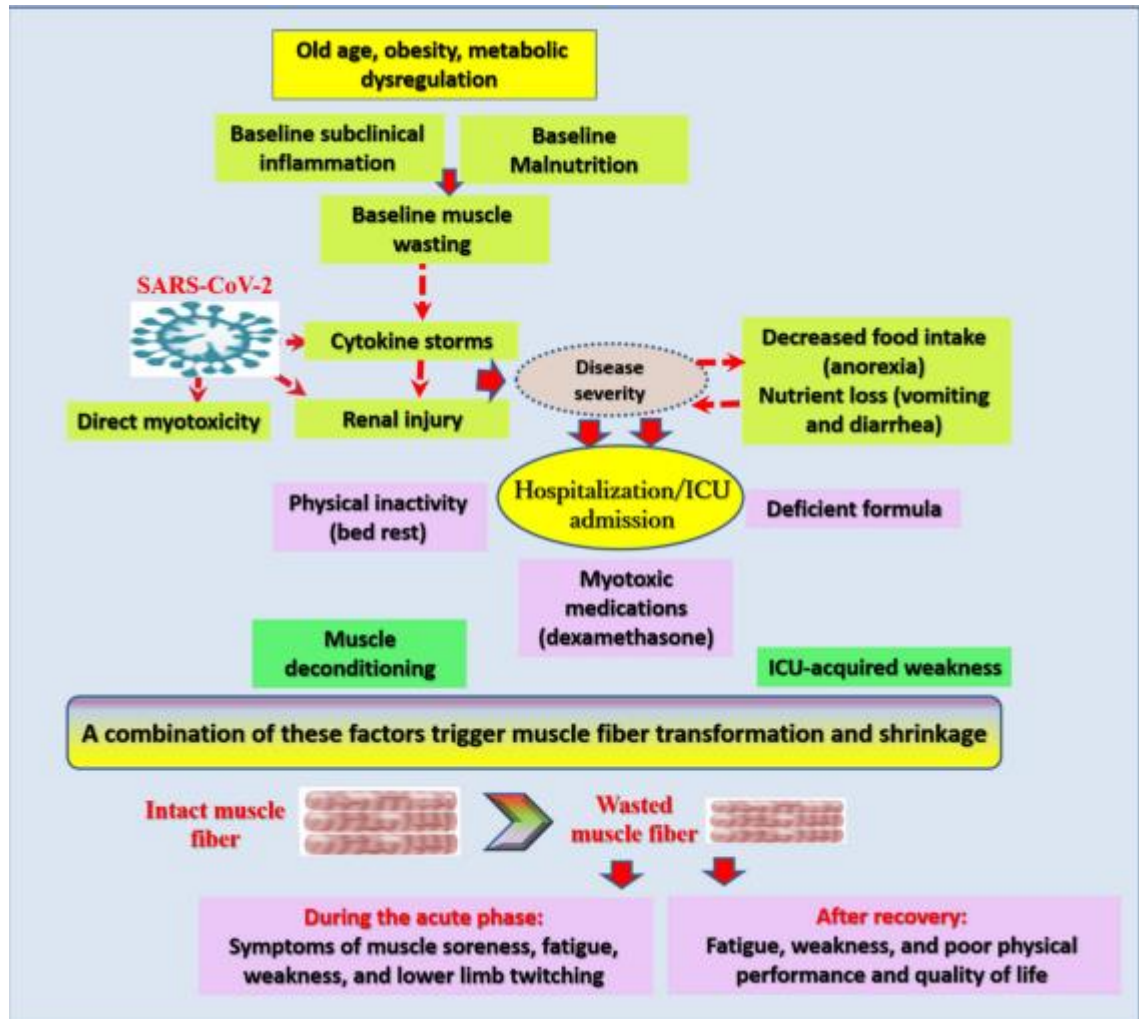 Old age, obesity, metabolic
dysregulation
Baseline subclinical
inflammation
Baseline
Malnutrition
Baseline muscle
wasting
SARS-CoV-2
Cytokine storms
Direct myotoxicity
Renal injury
Disease
severity
Decreased food intake
(anorexia)
Nutrient loss (vomiting
and diarrhea)
Hospitalization/ICU
admission
Physical inactivity
(bed rest)
Deficient formula
Myotoxic
medications
(dexamethasone)
Muscle
deconditioning
ICU-acquired weakness
A combination of these factors trigger muscle fiber transformation and shrinkage
Intact muscle
fiber
Wasted
muscle fiber
During the acute phase:
Symptoms of muscle soreness, fatigue,
weakness, and lower limb twitching
After recovery:
Fatigue, weakness, and poor physical
performance and quality of life